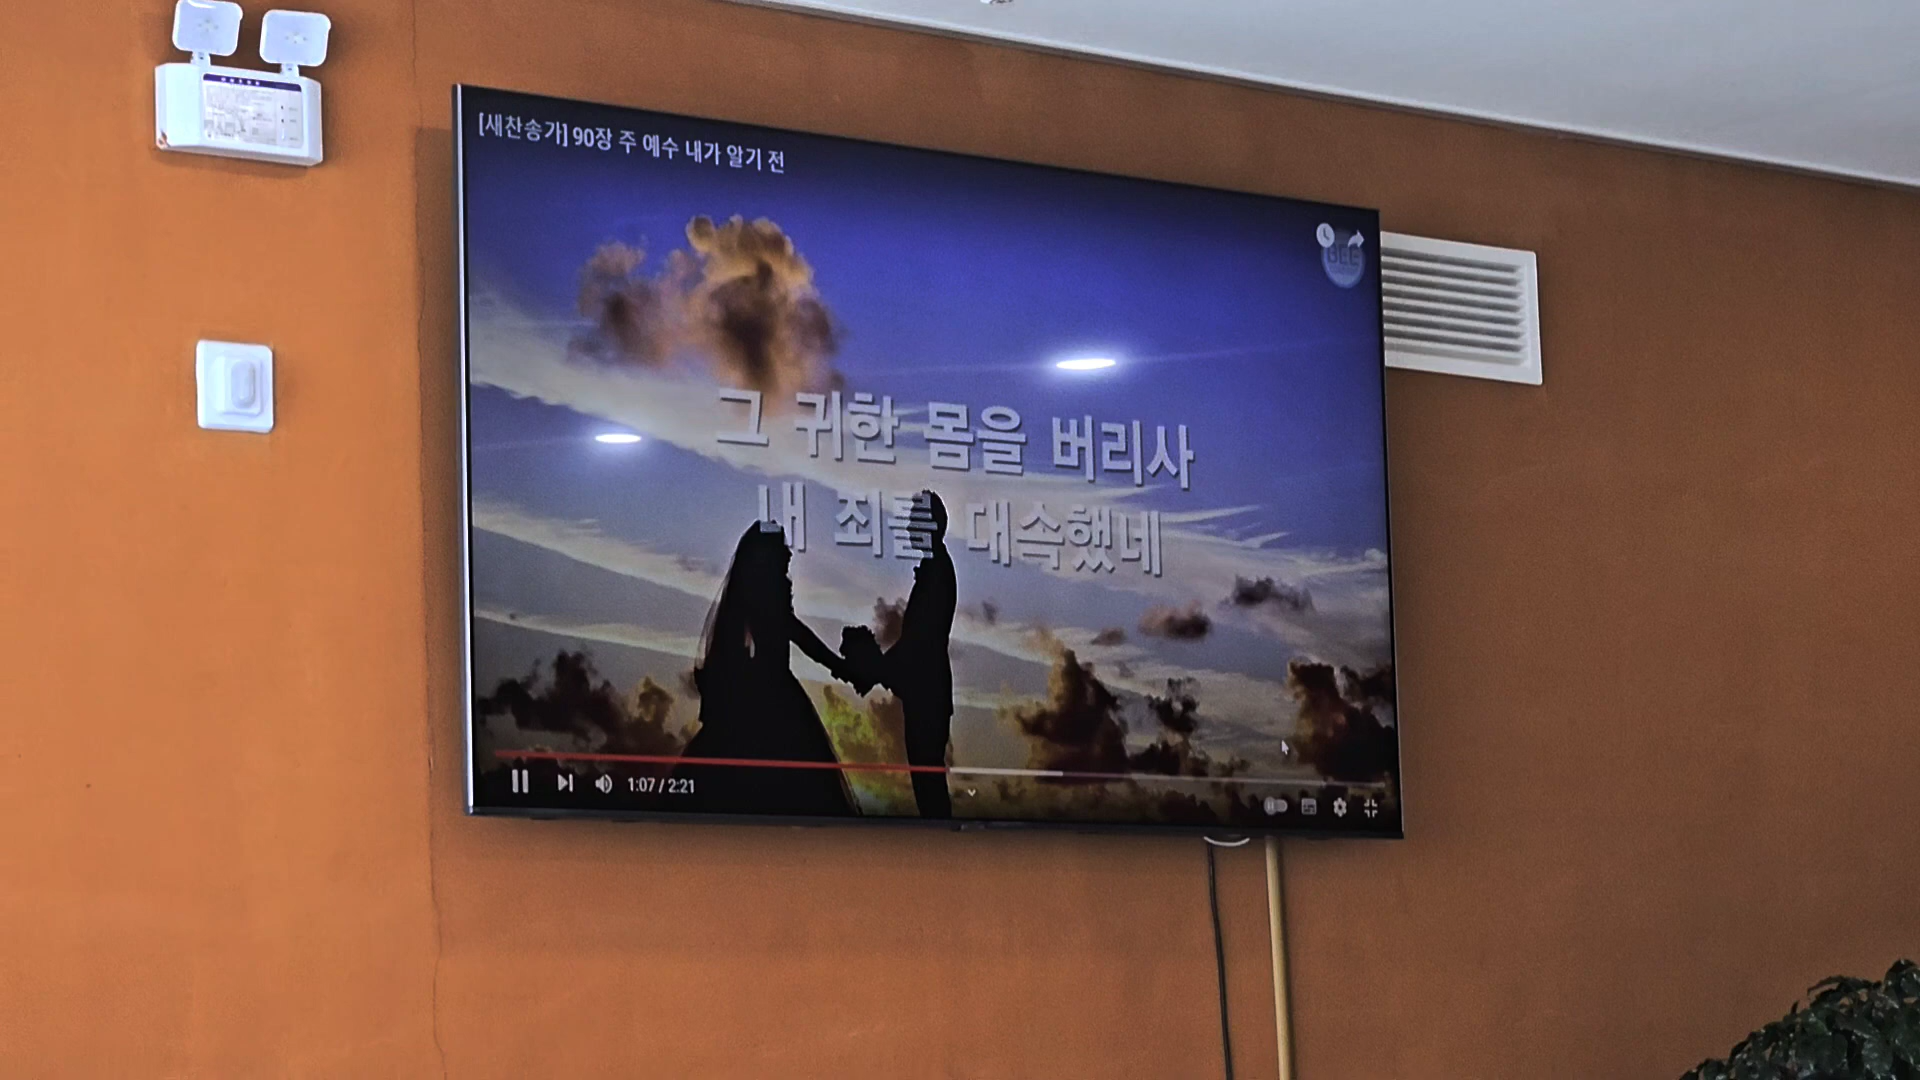 [새찬송가] 90장 주 예수 내가 알기 전
BEE
그 귀한 몸을 버리사
내 죄를 대속했네
1:07 / 2:21